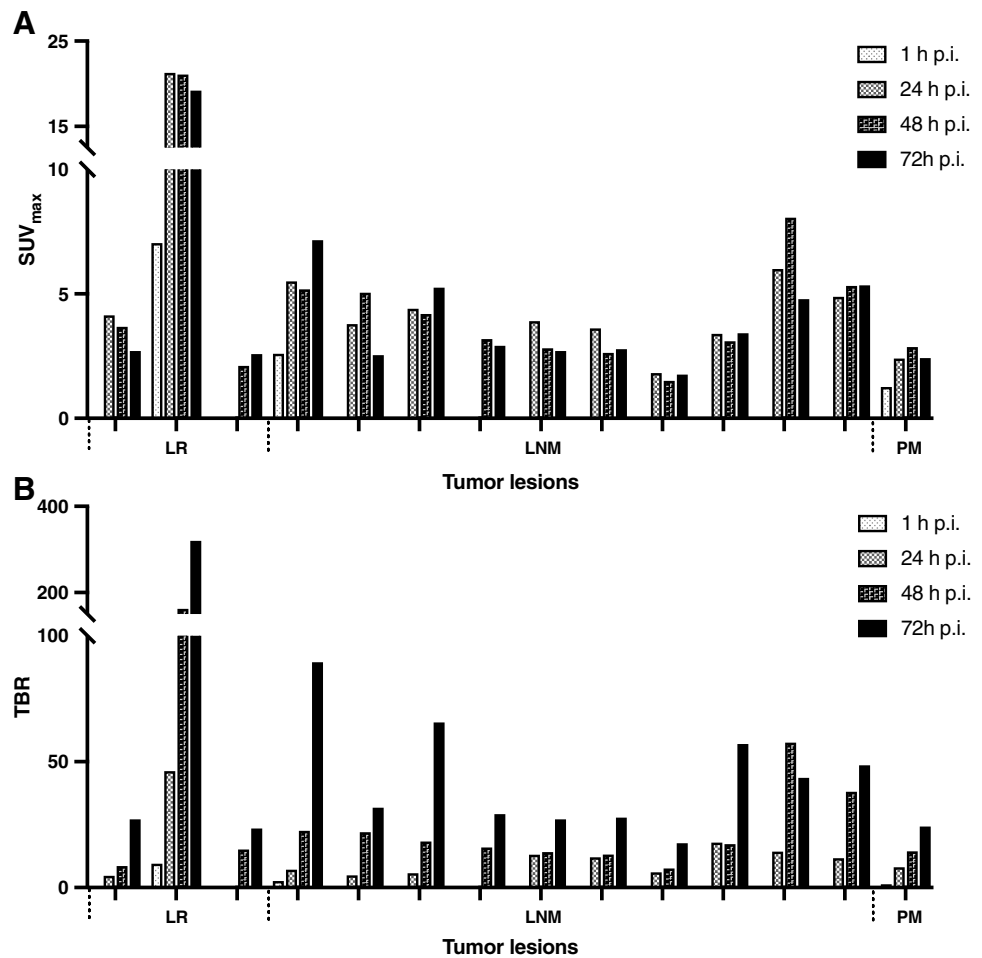 A
25
15
10
5
0
SUVmax
1 h p.i.
24 h p.i.
48 h p.i.
72h p.i.
LR
LNM
PM
Tumor lesions
B
400
200
100
50
0
TBR
1 h p.i.
24 h p.i.
48 h p.i.
72h p.i.
LR
LNM
PM
Tumor lesions